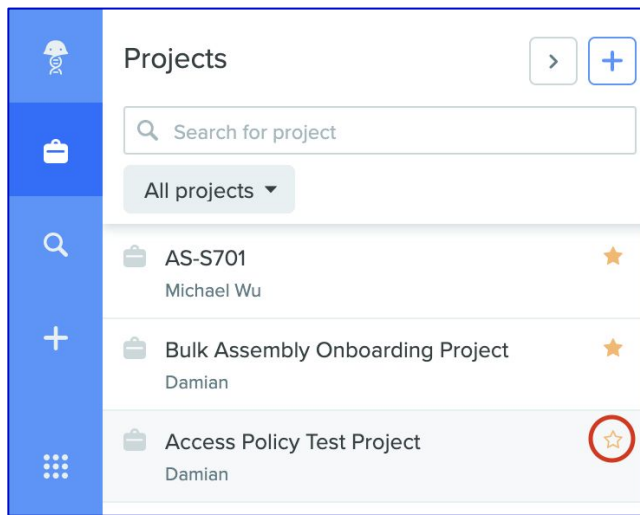 Projects
Search for project
All projects
AS-S701
Michael Wu
Bulk Assembly Onboarding Project
Damian
Access Policy Test Project
Damian